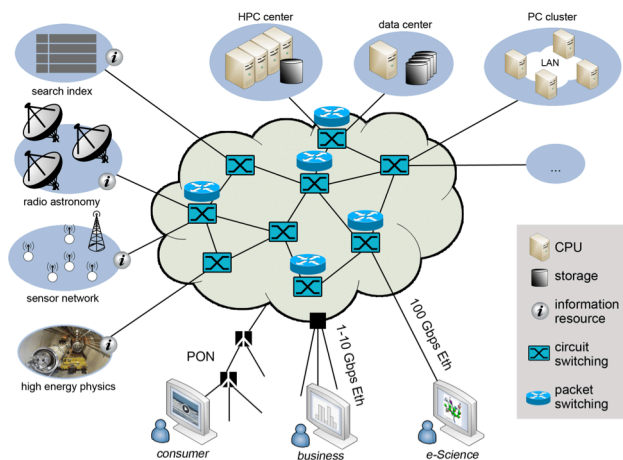 HPC center
data center
PC cluster
LAN
i
search index
radio astronomy
i
...
sensor network
i
CPU
storage
i
information
resource
circuit
switching
packet
switching
i
high energy physics
PON
1-10 Gbps Eth
100 Gbps Eth
consumer
business
e-Science